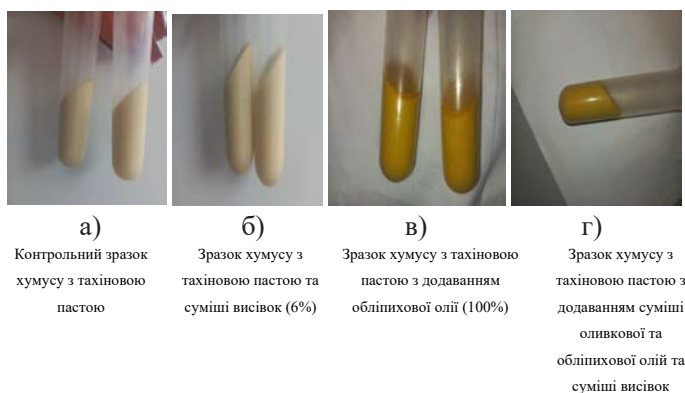 а)
Контрольний зразок
хумусу з тахіновою
пастою
б)
Зразок хумусу з
тахіновою пастою та
суміші висівок (6%)
в)
Зразок хумусу з тахіновою
пастою з додаванням
обліпихової олії (100%)
г)
Зразок хумусу з
тахіновою пастою з
додаванням суміші
оливкової та
обліпихової олій та
суміші висівок